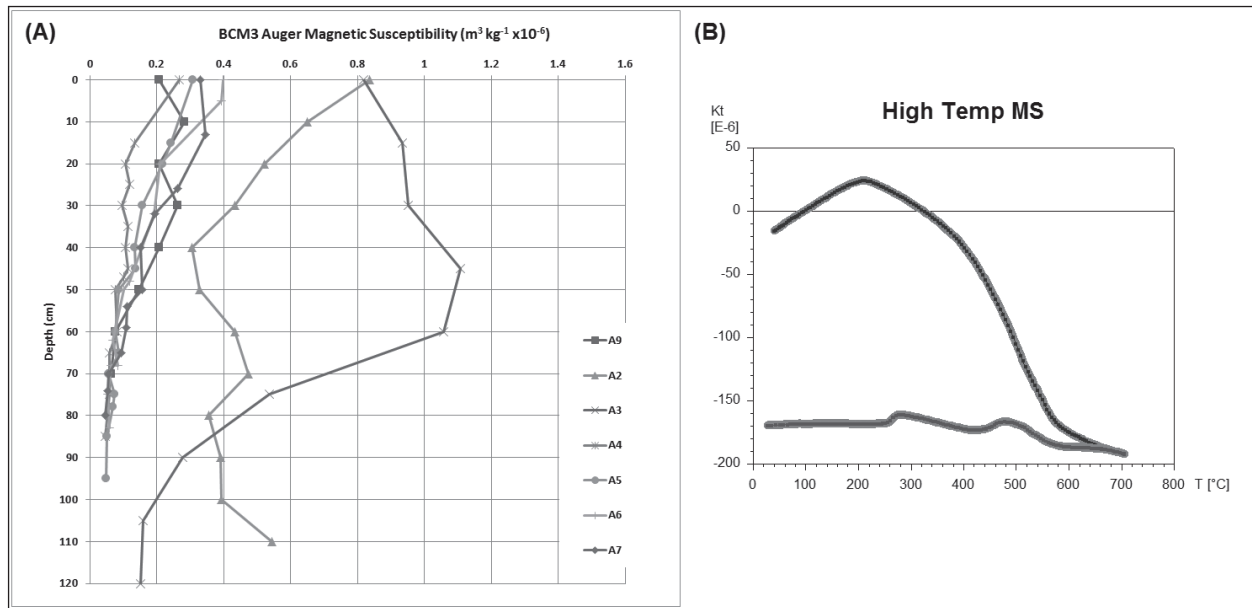 (A)
BCM3 Auger Magnetic Susceptibility (m³ kg⁻¹ x10⁻⁶)
0 0.2 0.4 0.6 0.8 1 1.2 1.4 1.6
0
10
20
30
40
50
60
70
80
90
100
110
120
Depth (cm)
A9
A2
A3
A4
A5
A6
A7
(B)
High Temp MS
Kt
[E-6]
50
0
-50
-100
-150
-200
0 100 200 300 400 500 600 700 800
T [°C]